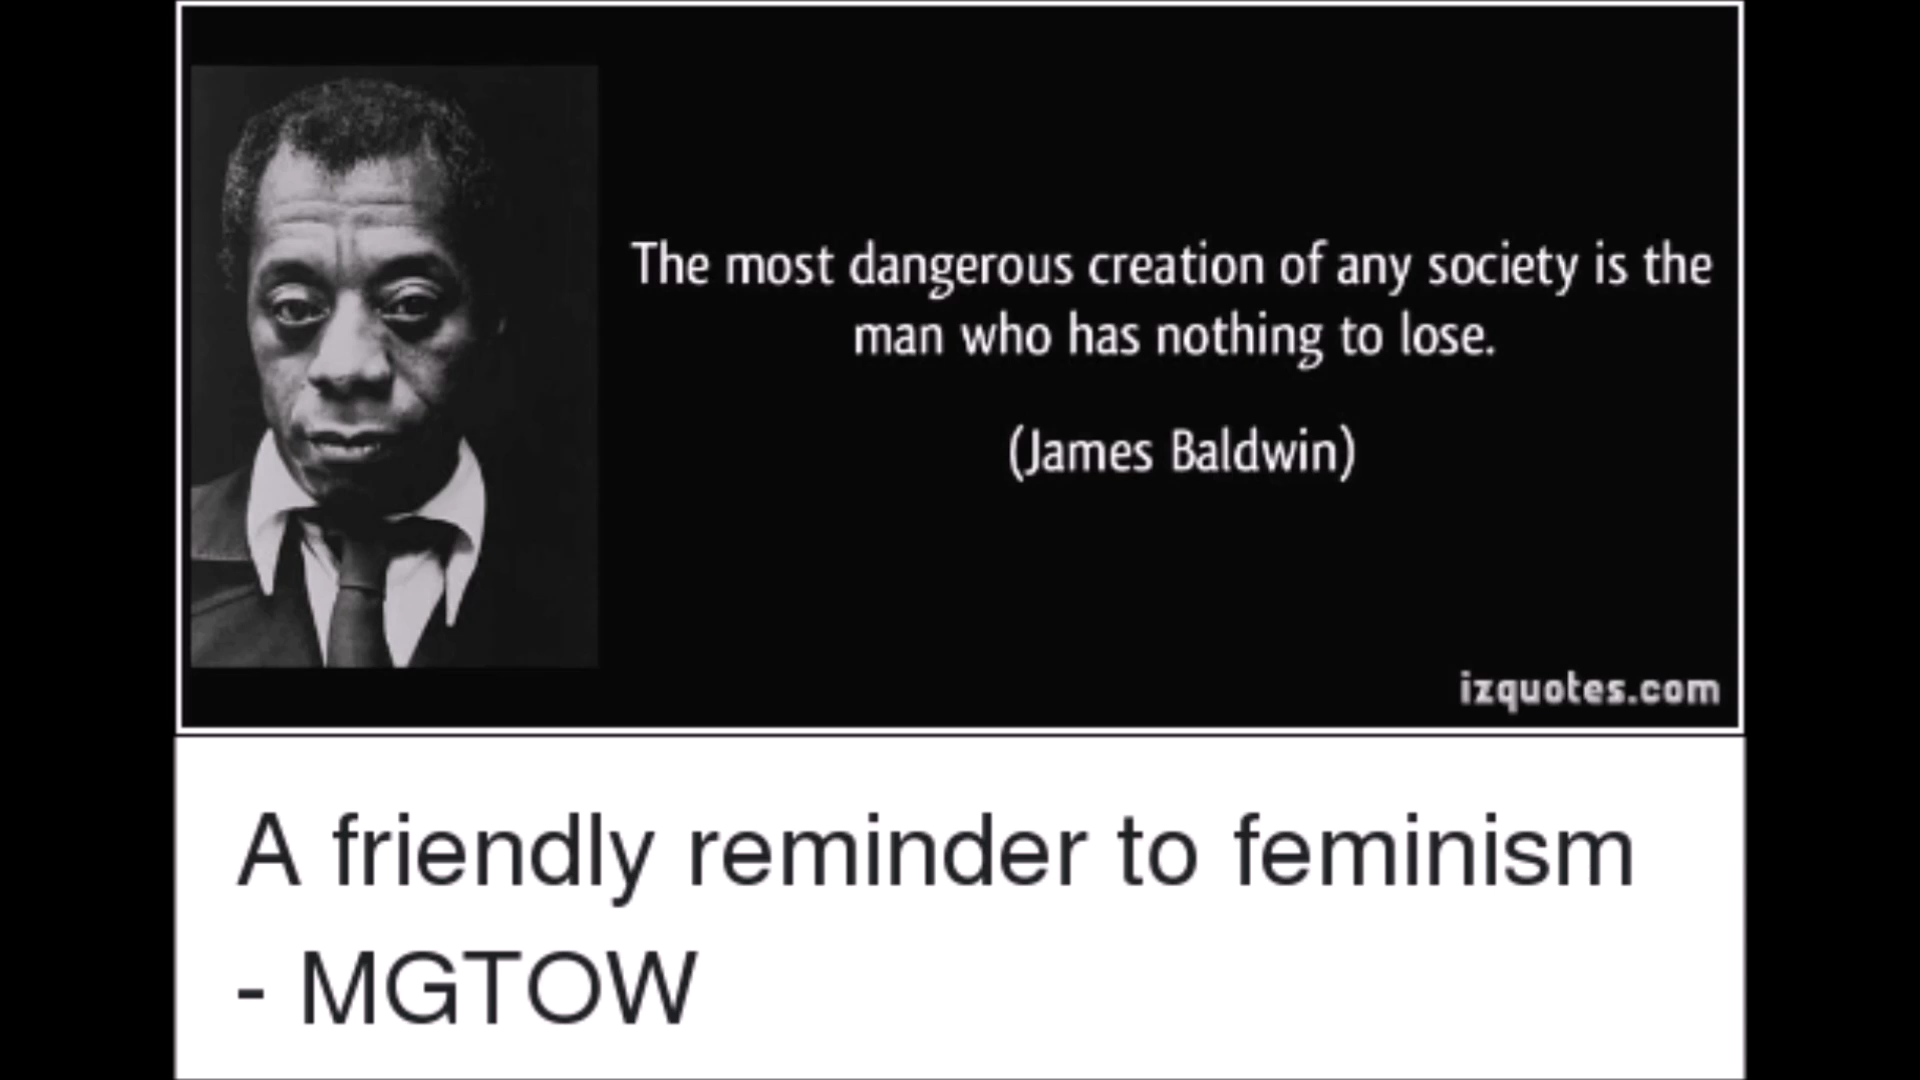 The most dangerous creation of any society is the
man who has nothing to lose.
(James Baldwin)
izquotes.com
A friendly reminder to feminism
- MGTOW